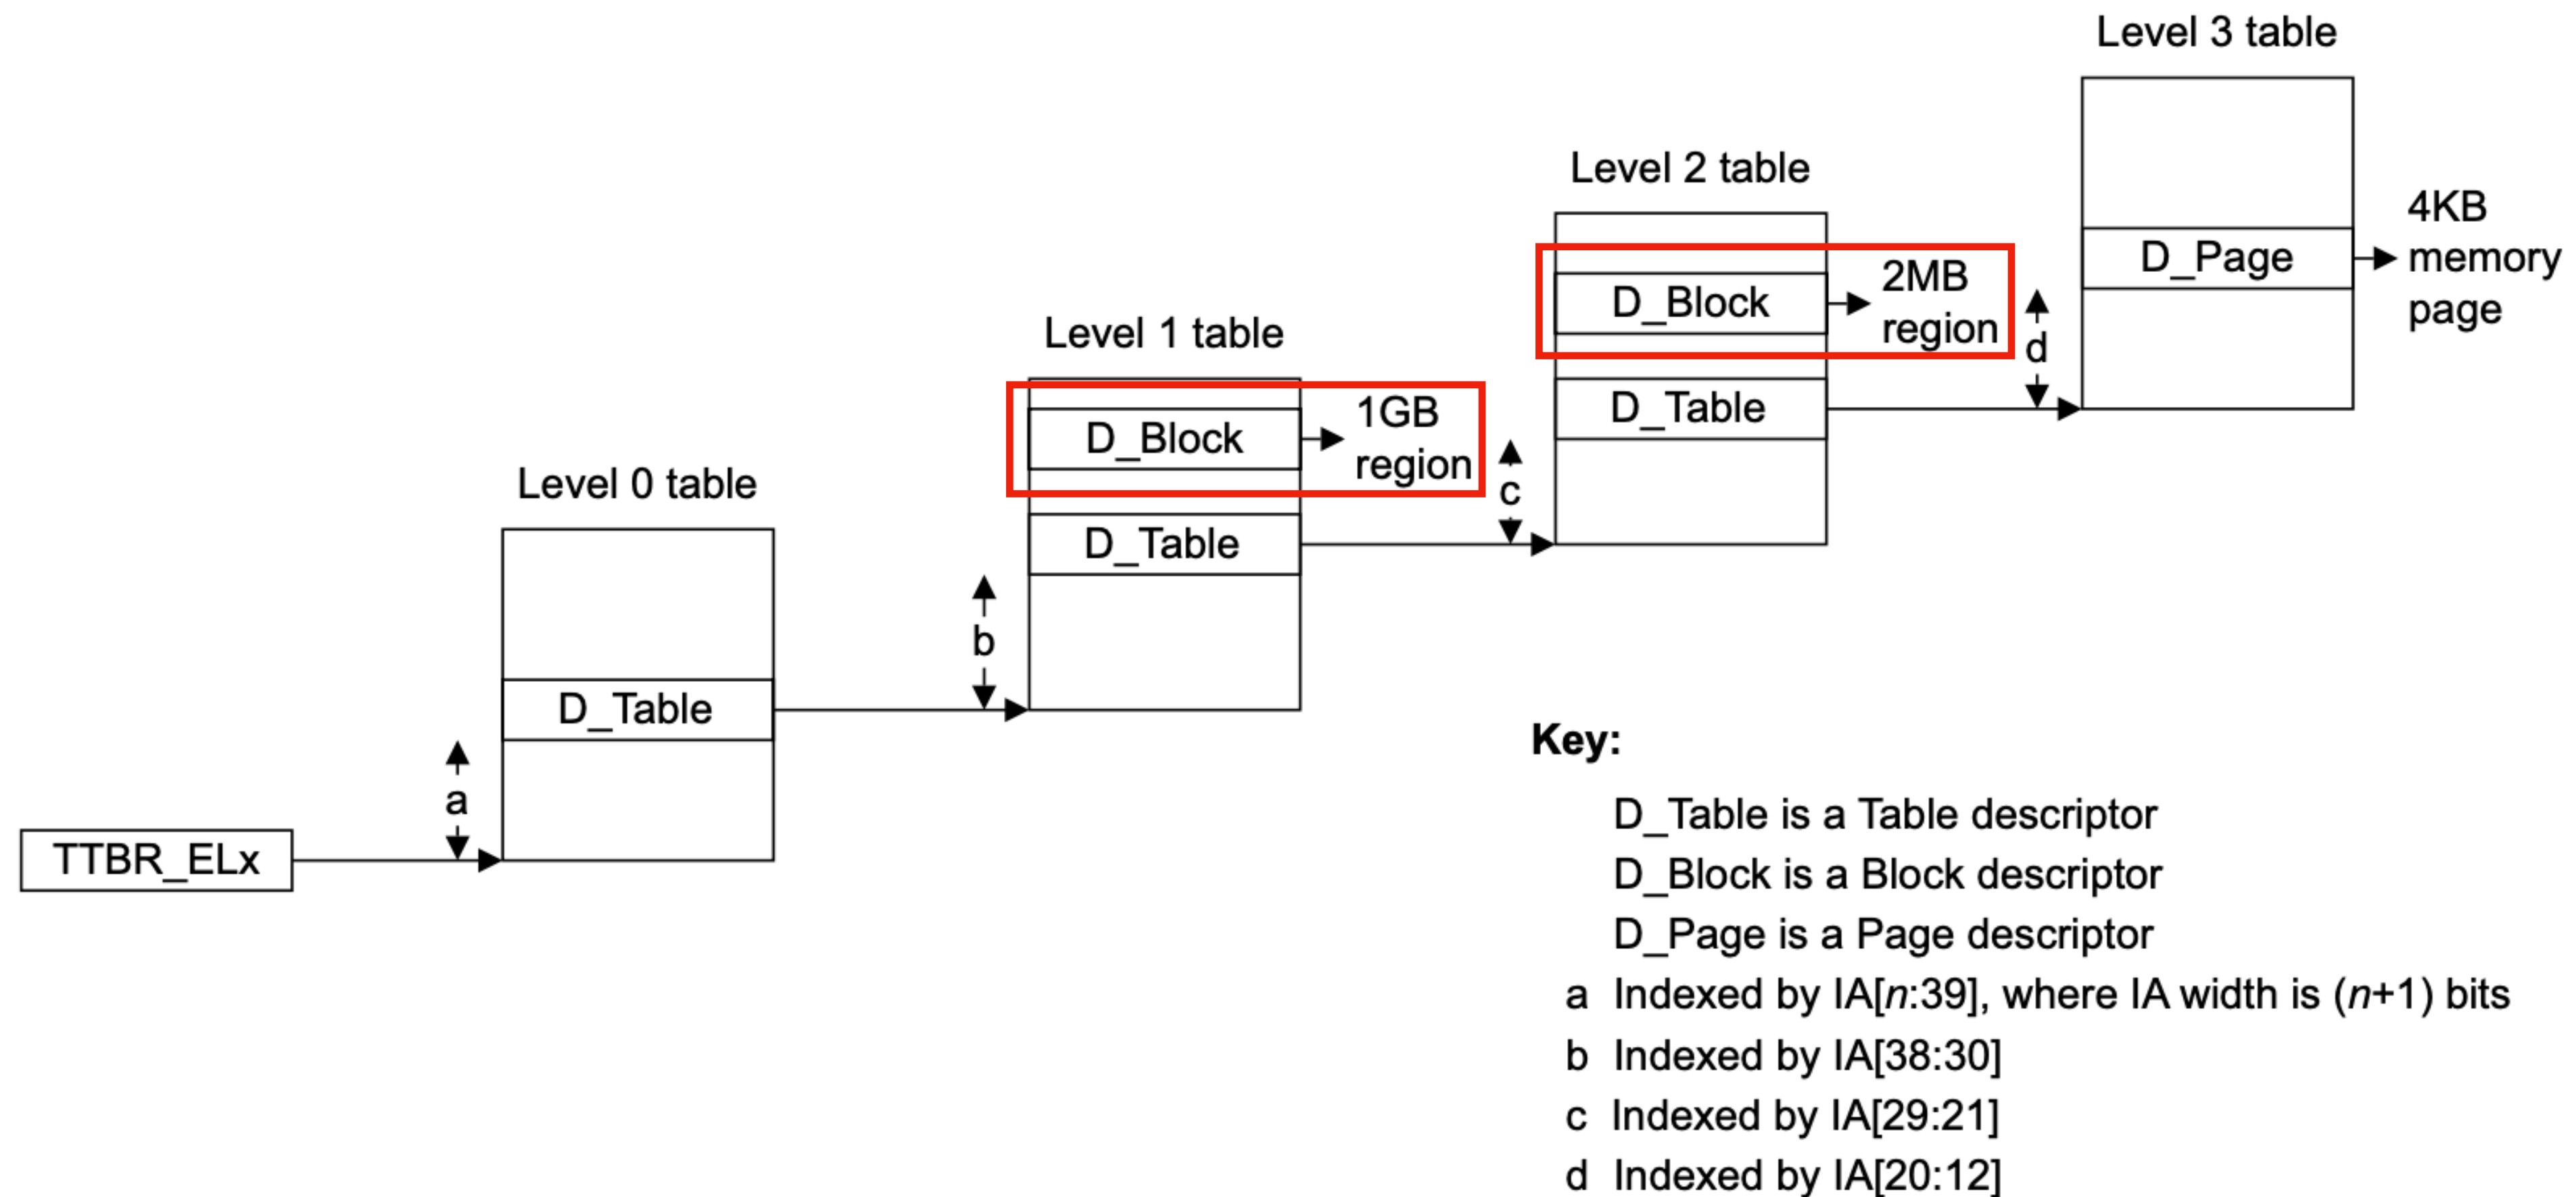 Level 3 table
Level 2 table
4KB
memory
page
D_Page
D_Block
2MB
region
d
Level 1 table
D_Table
D_Block
1GB
region
c
Level 0 table
D_Table
b
D_Table
a
TTBR_ELx
Key:
D_Table is a Table descriptor
D_Block is a Block descriptor
D_Page is a Page descriptor
a Indexed by IA[n:39], where IA width is (n+1) bits
b Indexed by IA[38:30]
c Indexed by IA[29:21]
d Indexed by IA[20:12]